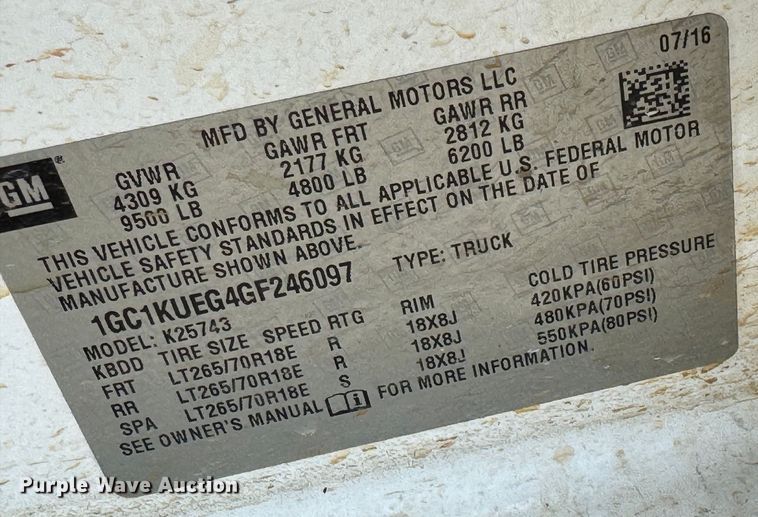 07/16
MFD BY GENERAL MOTORS LLC
GM®
GVWR GAWR FRT GAWR RR
4309 KG 2177 KG 2812 KG
9500 LB 4800 LB 6200 LB
THIS VEHICLE CONFORMS TO ALL APPLICABLE U.S. FEDERAL MOTOR
VEHICLE SAFETY STANDARDS IN EFFECT ON THE DATE OF
MANUFACTURE SHOWN ABOVE.
1GC1KUEG4GF246097 TYPE: TRUCK
MODEL: K25743
KBDD TIRE SIZE SPEED RTG RIM COLD TIRE PRESSURE
FRT LT265/70R18E R 18X8J 420KPA(60PSI)
RR LT265/70R18E R 18X8J 480KPA(70PSI)
SPA LT265/70R18E S 18X8J 550KPA(80PSI)
SEE OWNER'S MANUAL FOR MORE INFORMATION.
Purple Wave Auction